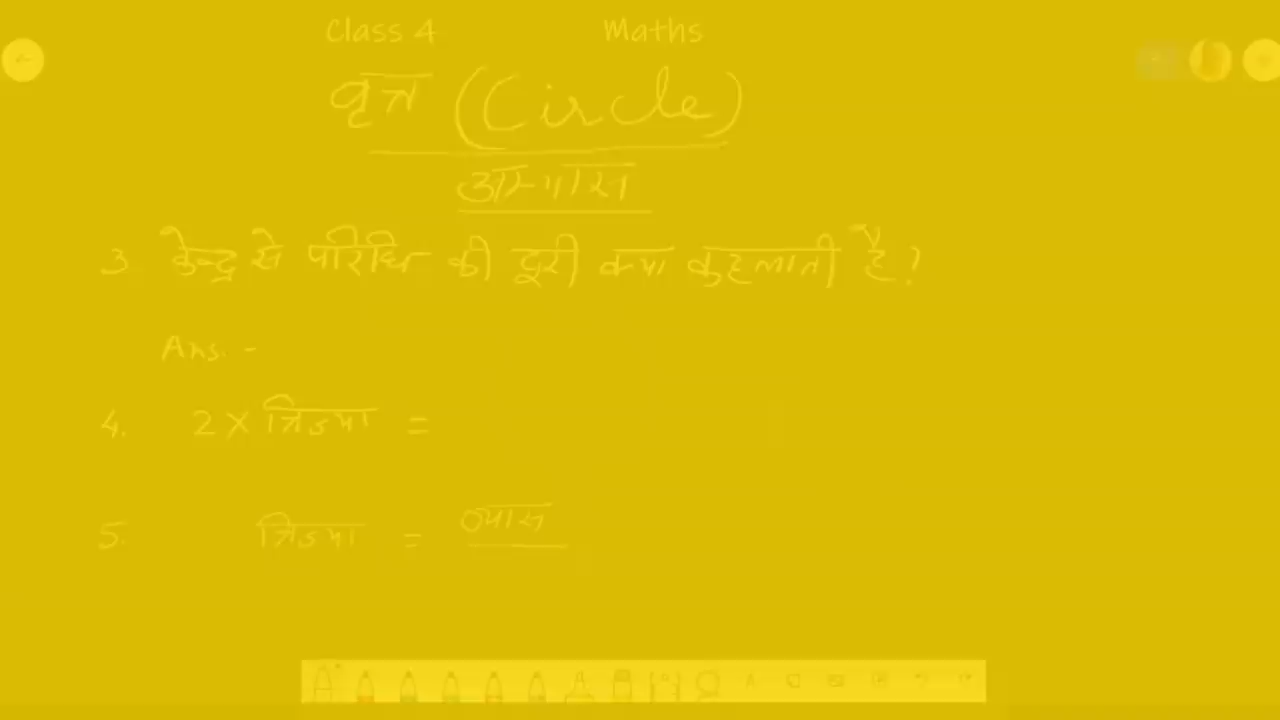 Class 4 Maths
वृत्त (Circle)
अभ्यास
3. केन्द्र से परिधि की दूरी क्या कहलाती है?
Ans. -
4. 2 × त्रिज्या =
5. त्रिज्या = व्यास